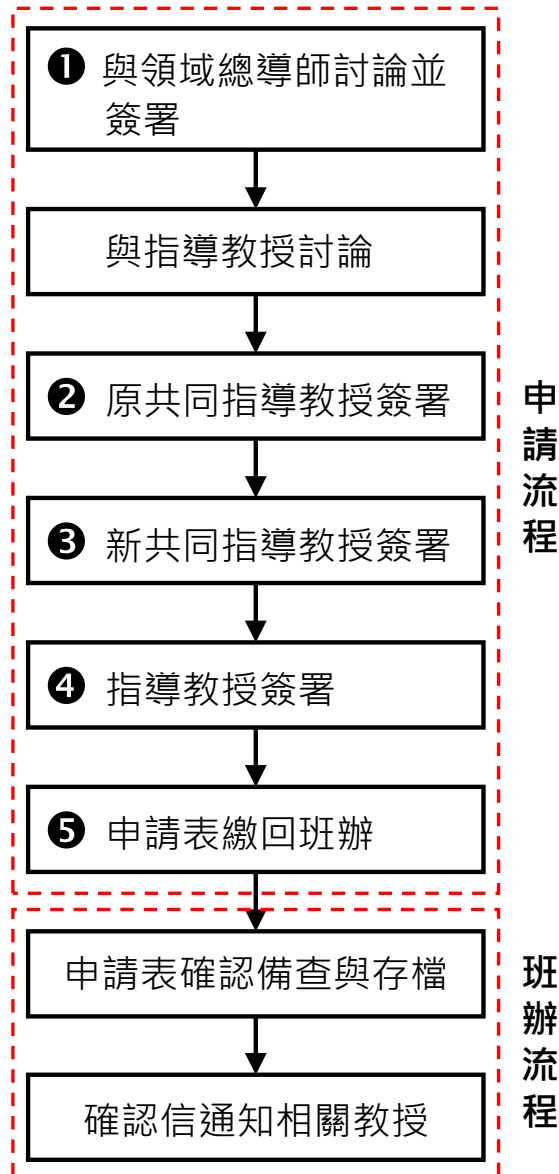 ❶ 與領域總導師討論並
簽署
與指導教授討論
❷ 原共同指導教授簽署
❸ 新共同指導教授簽署
❹ 指導教授簽署
❺ 申請表繳回班辦
申請流程
申請表確認備查與存檔
確認信通知相關教授
班辦流程